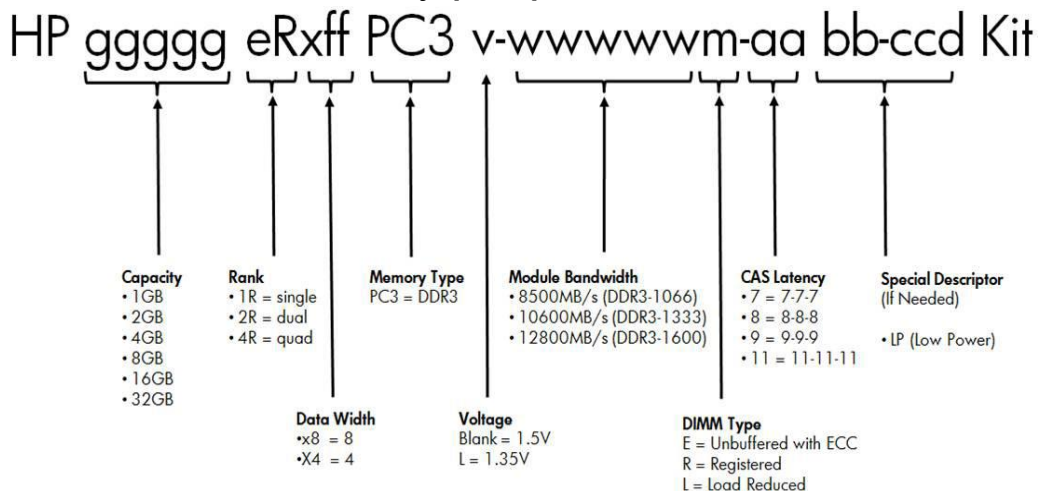 HP ggggg eRxff PC3 v-wwwwwm-aa bb-ccd Kit
Capacity
• 1GB
• 2GB
• 4GB
• 8GB
• 16GB
• 32GB
Rank
• 1R = single
• 2R = dual
• 4R = quad
Memory Type
PC3 = DDR3
Module Bandwidth
• 8500MB/s (DDR3-1066)
• 10600MB/s (DDR3-1333)
• 12800MB/s (DDR3-1600)
CAS Latency
• 7 = 7-7-7
• 8 = 8-8-8
• 9 = 9-9-9
• 11 = 11-11-11
Special Descriptor
(If Needed)
• LP (Low Power)
Data Width
•x8 = 8
•X4 = 4
Voltage
Blank = 1.5V
L = 1.35V
DIMM Type
E = Unbuffered with ECC
R = Registered
L = Load Reduced